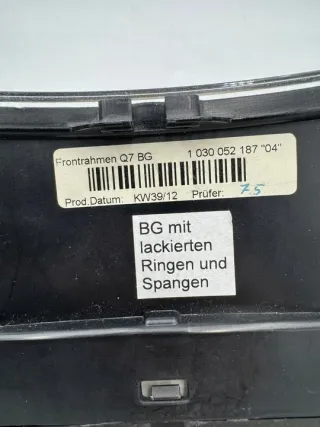 Frontrahmen Q7 BG 1 030 052 187 "04"
Prod.Datum: KW39/12 Prüfer: 75
BG mit
lackierten
Ringen und
Spangen